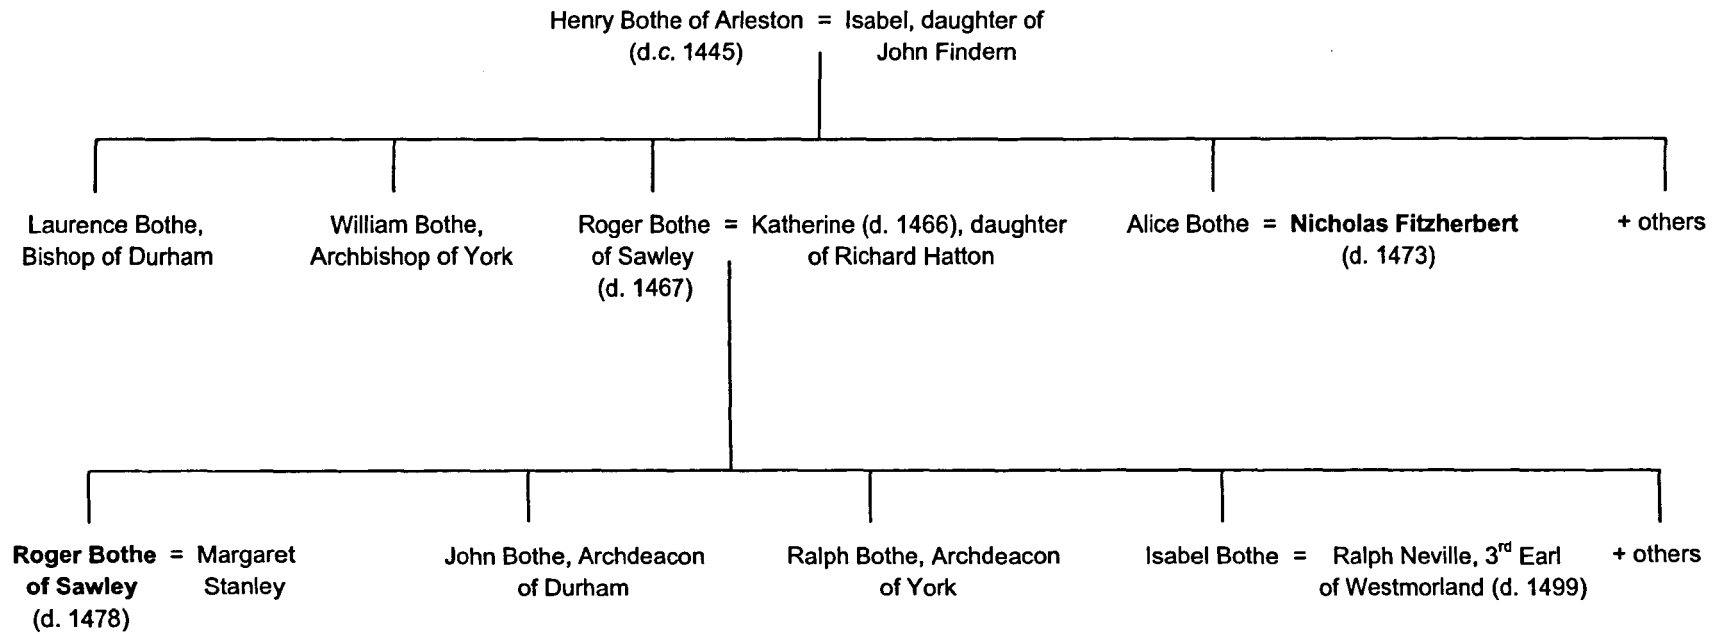 Henry Bothe of Arleston = Isabel, daughter of
(d.c. 1445) John Findern
Laurence Bothe,
Bishop of Durham
William Bothe,
Archbishop of York
Roger Bothe = Katherine (d. 1466), daughter
of Sawley of Richard Hatton
(d. 1467)
Alice Bothe = Nicholas Fitzherbert
(d. 1473)
+ others
Roger Bothe = Margaret
of Sawley Stanley
(d. 1478)
John Bothe, Archdeacon
of Durham
Ralph Bothe, Archdeacon
of York
Isabel Bothe = Ralph Neville, 3rd Earl
of Westmorland (d. 1499)
+ others